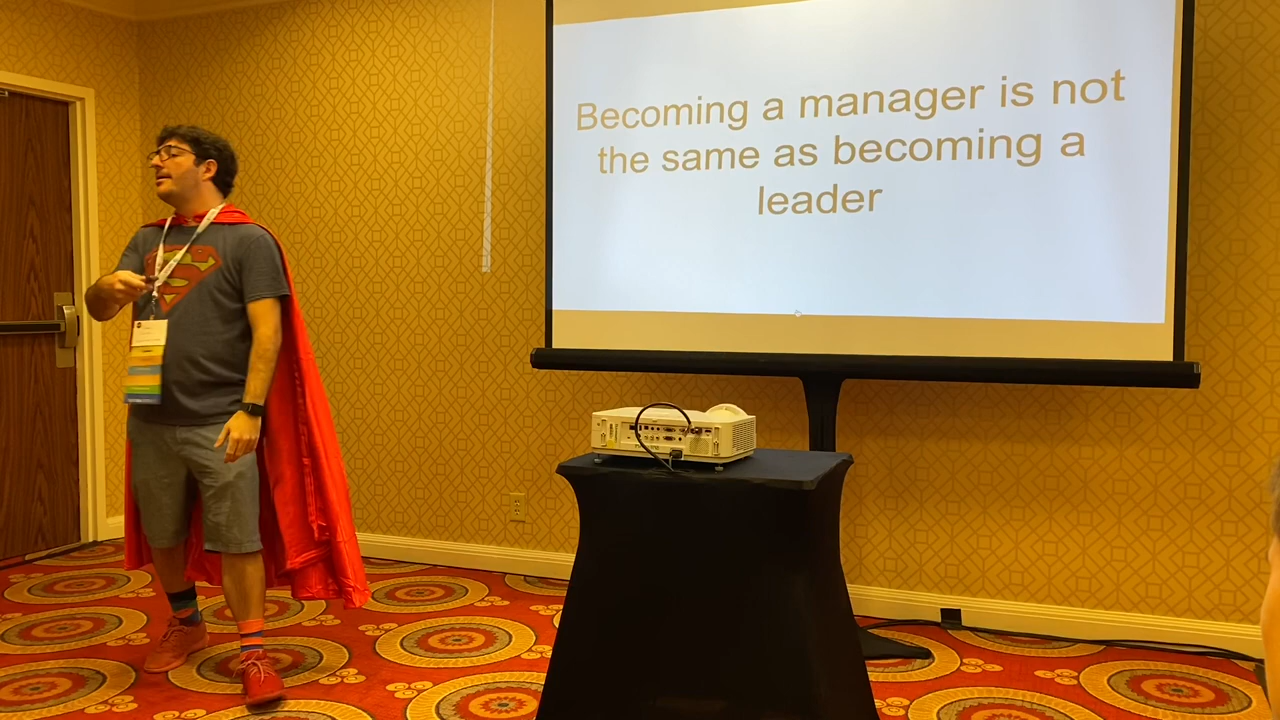 Becoming a manager is not
the same as becoming a
leader